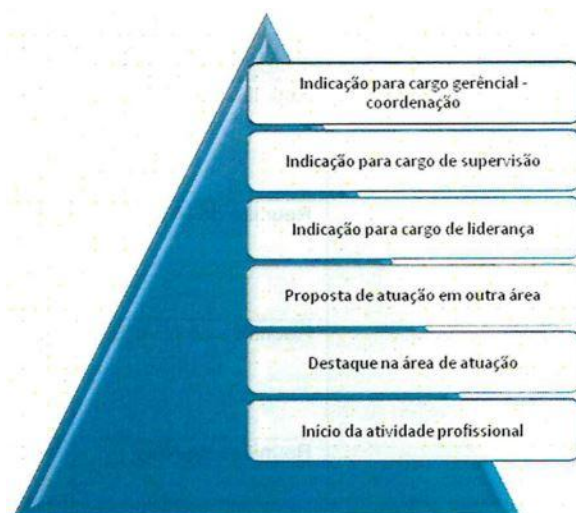 Indicação para cargo gerêncial -
coordenação
Indicação para cargo de supervisão
Indicação para cargo de liderança
Proposta de atuação em outra área
Destaque na área de atuação
Início da atividade profissional